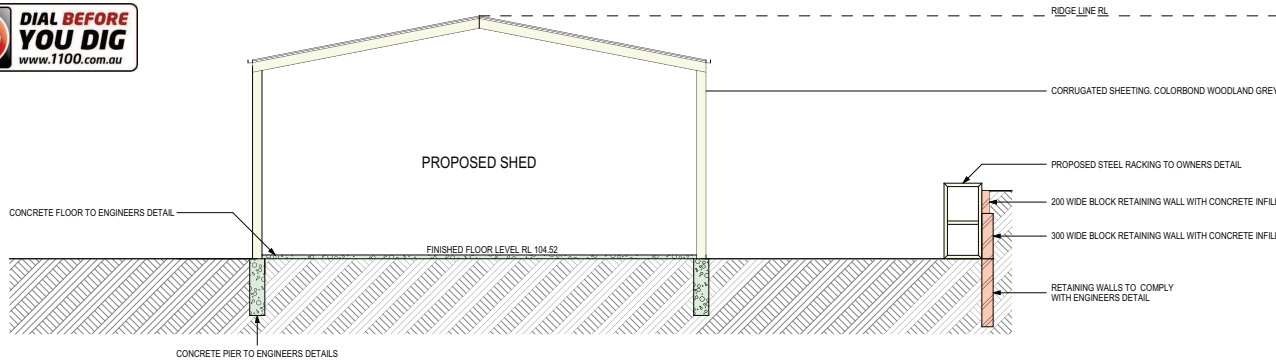 DIAL BEFORE
YOU DIG
www.1100.com.au
RIDGE LINE RL
CORRUGATED SHEETING. COLORBOND WOODLAND GREY
PROPOSED SHED
PROPOSED STEEL RACKING TO OWNERS DETAIL
200 WIDE BLOCK RETAINING WALL WITH CONCRETE INFILL
CONCRETE FLOOR TO ENGINEERS DETAIL
300 WIDE BLOCK RETAINING WALL WITH CONCRETE INFILL
FINISHED FLOOR LEVEL RL 104.52
RETAINING WALLS TO COMPLY
WITH ENGINEERS DETAIL
CONCRETE PIER TO ENGINEERS DETAILS